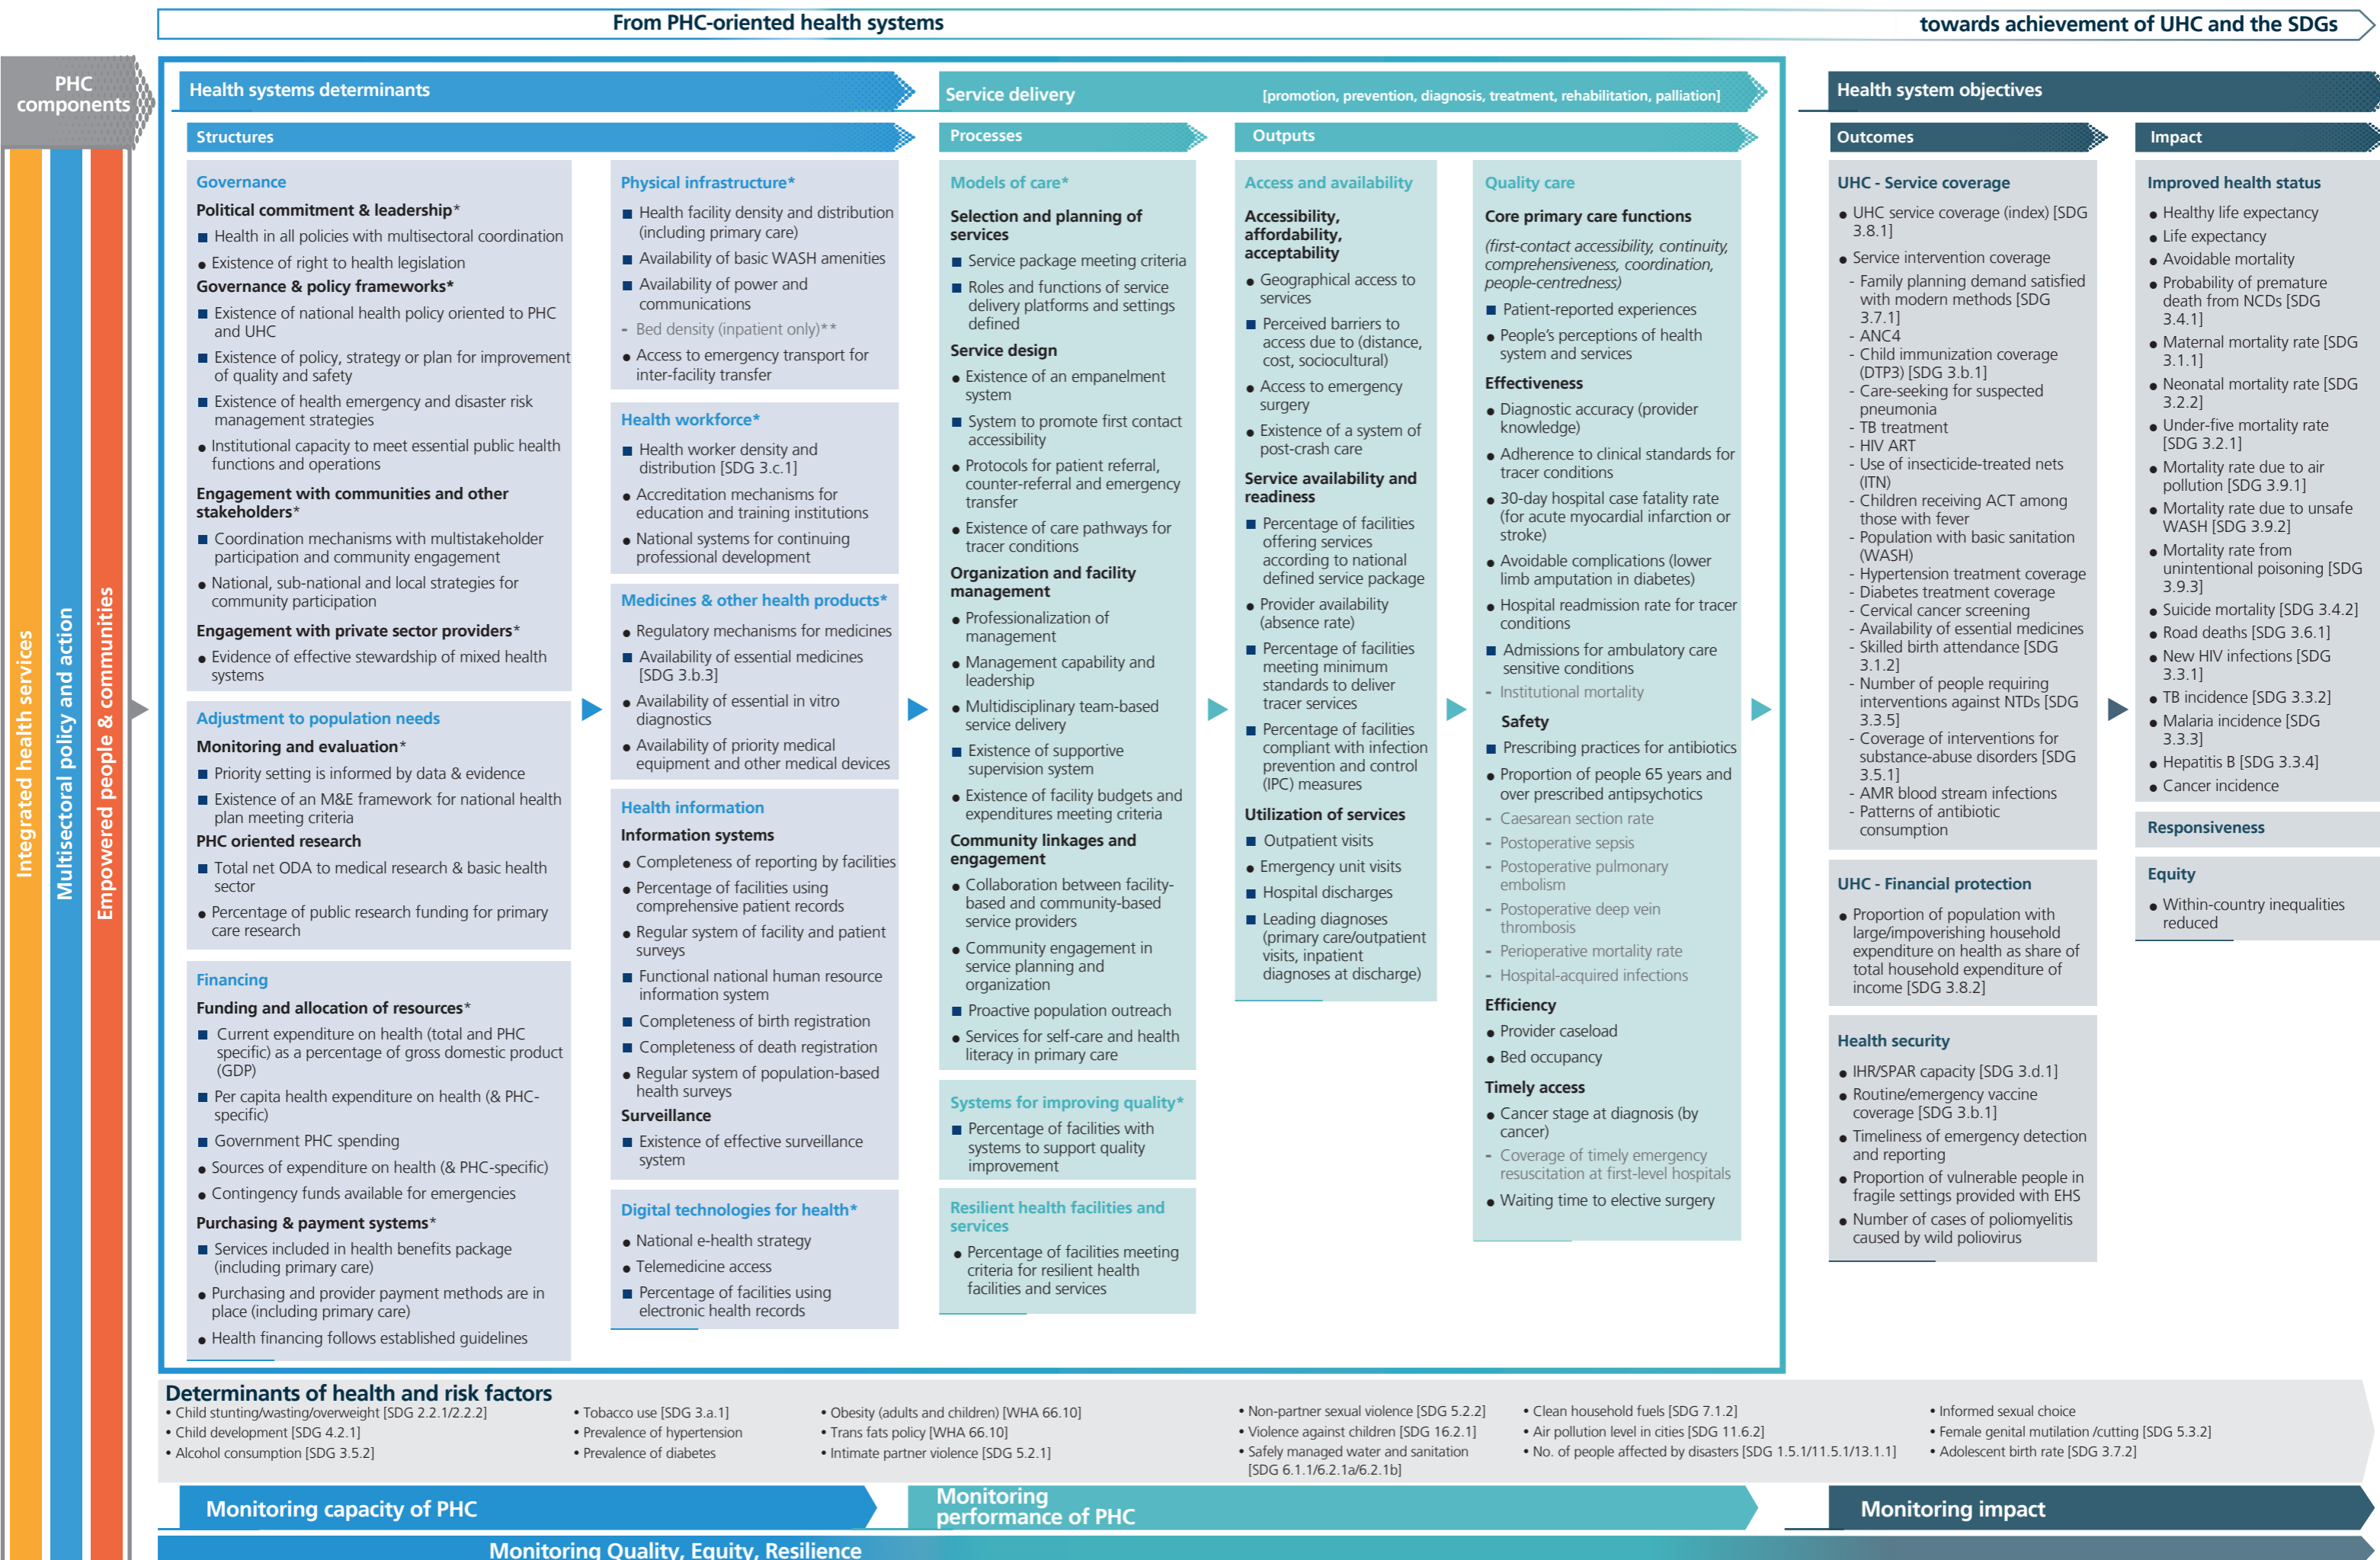 From PHC-oriented health systems
towards achievement of UHC and the SDGs
PHC
components
Integrated health services
Multisectoral policy and action
Empowered people & communities
Health systems determinants
Structures
Governance
Political commitment & leadership*
■ Health in all policies with multisectoral coordination
● Existence of right to health legislation
Governance & policy frameworks*
■ Existence of national health policy oriented to PHC
and UHC
■ Existence of policy, strategy or plan for improvement
of quality and safety
■ Existence of health emergency and disaster risk
management strategies
● Institutional capacity to meet essential public health
functions and operations
Engagement with communities and other
stakeholders*
■ Coordination mechanisms with multistakeholder
participation and community engagement
● National, sub-national and local strategies for
community participation
Engagement with private sector providers*
● Evidence of effective stewardship of mixed health
systems
Adjustment to population needs
Monitoring and evaluation*
■ Priority setting is informed by data & evidence
■ Existence of an M&E framework for national health
plan meeting criteria
PHC oriented research
■ Total net ODA to medical research & basic health
sector
● Percentage of public research funding for primary
care research
Financing
Funding and allocation of resources*
■ Current expenditure on health (total and PHC
specific) as a percentage of gross domestic product
(GDP)
■ Per capita health expenditure on health (& PHC-
specific)
■ Government PHC spending
● Sources of expenditure on health (& PHC-specific)
● Contingency funds available for emergencies
Purchasing & payment systems*
■ Services included in health benefits package
(including primary care)
● Purchasing and provider payment methods are in
place (including primary care)
● Health financing follows established guidelines
Physical infrastructure*
■ Health facility density and distribution
(including primary care)
■ Availability of basic WASH amenities
■ Availability of power and
communications
- Bed density (inpatient only)**
● Access to emergency transport for
inter-facility transfer
Health workforce*
■ Health worker density and
distribution [SDG 3.c.1]
● Accreditation mechanisms for
education and training institutions
● National systems for continuing
professional development
Medicines & other health products*
● Regulatory mechanisms for medicines
■ Availability of essential medicines
[SDG 3.b.3]
● Availability of essential in vitro
diagnostics
● Availability of priority medical
equipment and other medical devices
Health information
Information systems
● Completeness of reporting by facilities
● Percentage of facilities using
comprehensive patient records
● Regular system of facility and patient
surveys
■ Functional national human resource
information system
■ Completeness of birth registration
■ Completeness of death registration
● Regular system of population-based
health surveys
Surveillance
■ Existence of effective surveillance
system
Digital technologies for health*
● National e-health strategy
● Telemedicine access
■ Percentage of facilities using
electronic health records
Service delivery
[promotion, prevention, diagnosis, treatment, rehabilitation, palliation]
Processes
Models of care*
Selection and planning of
services
■ Service package meeting criteria
■ Roles and functions of service
delivery platforms and settings
defined
Service design
● Existence of an empanelment
system
■ System to promote first contact
accessibility
● Protocols for patient referral,
counter-referral and emergency
transfer
● Existence of care pathways for
tracer conditions
Organization and facility
management
● Professionalization of
management
● Management capability and
leadership
● Multidisciplinary team-based
service delivery
■ Existence of supportive
supervision system
● Existence of facility budgets and
expenditures meeting criteria
Community linkages and
engagement
● Collaboration between facility-
based and community-based
service providers
● Community engagement in
service planning and
organization
■ Proactive population outreach
● Services for self-care and health
literacy in primary care
Systems for improving quality*
■ Percentage of facilities with
systems to support quality
improvement
Resilient health facilities and
services
● Percentage of facilities meeting
criteria for resilient health
facilities and services
Outputs
Access and availability
Accessibility,
affordability,
acceptability
● Geographical access to
services
■ Perceived barriers to
access due to (distance,
cost, sociocultural)
● Access to emergency
surgery
● Existence of a system of
post-crash care
Service availability and
readiness
■ Percentage of facilities
offering services
according to national
defined service package
● Provider availability
(absence rate)
■ Percentage of facilities
meeting minimum
standards to deliver
tracer services
■ Percentage of facilities
compliant with infection
prevention and control
(IPC) measures
Utilization of services
■ Outpatient visits
● Emergency unit visits
■ Hospital discharges
■ Leading diagnoses
(primary care/outpatient
visits, inpatient
diagnoses at discharge)
Quality care
Core primary care functions
(first-contact accessibility, continuity,
comprehensiveness, coordination,
people-centredness)
■ Patient-reported experiences
● People's perceptions of health
system and services
Effectiveness
● Diagnostic accuracy (provider
knowledge)
● Adherence to clinical standards for
tracer conditions
● 30-day hospital case fatality rate
(for acute myocardial infarction or
stroke)
● Avoidable complications (lower
limb amputation in diabetes)
● Hospital readmission rate for tracer
conditions
■ Admissions for ambulatory care
sensitive conditions
- Institutional mortality
Safety
■ Prescribing practices for antibiotics
● Proportion of people 65 years and
over prescribed antipsychotics
- Caesarean section rate
- Postoperative sepsis
- Postoperative pulmonary
embolism
- Postoperative deep vein
thrombosis
- Perioperative mortality rate
- Hospital-acquired infections
Efficiency
● Provider caseload
● Bed occupancy
Timely access
● Cancer stage at diagnosis (by
cancer)
- Coverage of timely emergency
resuscitation at first-level hospitals
● Waiting time to elective surgery
Health system objectives
Outcomes
UHC - Service coverage
● UHC service coverage (index) [SDG
3.8.1]
● Service intervention coverage
- Family planning demand satisfied
with modern methods [SDG
3.7.1]
- ANC4
- Child immunization coverage
(DTP3) [SDG 3.b.1]
- Care-seeking for suspected
pneumonia
- TB treatment
- HIV ART
- Use of insecticide-treated nets
(ITN)
- Children receiving ACT among
those with fever
- Population with basic sanitation
(WASH)
- Hypertension treatment coverage
- Diabetes treatment coverage
- Cervical cancer screening
- Availability of essential medicines
- Skilled birth attendance [SDG
3.1.2]
- Number of people requiring
interventions against NTDs [SDG
3.3.5]
- Coverage of interventions for
substance-abuse disorders [SDG
3.5.1]
- AMR blood stream infections
- Patterns of antibiotic
consumption
UHC - Financial protection
● Proportion of population with
large/impoverishing household
expenditure on health as share of
total household expenditure of
income [SDG 3.8.2]
Health security
● IHR/SPAR capacity [SDG 3.d.1]
● Routine/emergency vaccine
coverage [SDG 3.b.1]
● Timeliness of emergency detection
and reporting
● Proportion of vulnerable people in
fragile settings provided with EHS
● Number of cases of poliomyelitis
caused by wild poliovirus
Impact
Improved health status
● Healthy life expectancy
● Life expectancy
● Avoidable mortality
● Probability of premature
death from NCDs [SDG
3.4.1]
● Maternal mortality rate [SDG
3.1.1]
● Neonatal mortality rate [SDG
3.2.2]
● Under-five mortality rate
[SDG 3.2.1]
● Mortality rate due to air
pollution [SDG 3.9.1]
● Mortality rate due to unsafe
WASH [SDG 3.9.2]
● Mortality rate from
unintentional poisoning [SDG
3.9.3]
● Suicide mortality [SDG 3.4.2]
● Road deaths [SDG 3.6.1]
● New HIV infections [SDG
3.3.1]
● TB incidence [SDG 3.3.2]
● Malaria incidence [SDG
3.3.3]
● Hepatitis B [SDG 3.3.4]
● Cancer incidence
Responsiveness
Equity
● Within-country inequalities
reduced
Determinants of health and risk factors
• Child stunting/wasting/overweight [SDG 2.2.1/2.2.2]
• Child development [SDG 4.2.1]
• Alcohol consumption [SDG 3.5.2]
• Tobacco use [SDG 3.a.1]
• Prevalence of hypertension
• Prevalence of diabetes
• Obesity (adults and children) [WHA 66.10]
• Trans fats policy [WHA 66.10]
• Intimate partner violence [SDG 5.2.1]
• Non-partner sexual violence [SDG 5.2.2]
• Violence against children [SDG 16.2.1]
• Safely managed water and sanitation
[SDG 6.1.1/6.2.1a/6.2.1b]
• Clean household fuels [SDG 7.1.2]
• Air pollution level in cities [SDG 11.6.2]
• No. of people affected by disasters [SDG 1.5.1/11.5.1/13.1.1]
• Informed sexual choice
• Female genital mutilation /cutting [SDG 5.3.2]
• Adolescent birth rate [SDG 3.7.2]
Monitoring capacity of PHC
Monitoring
performance of PHC
Monitoring impact
Monitoring Quality, Equity, Resilience